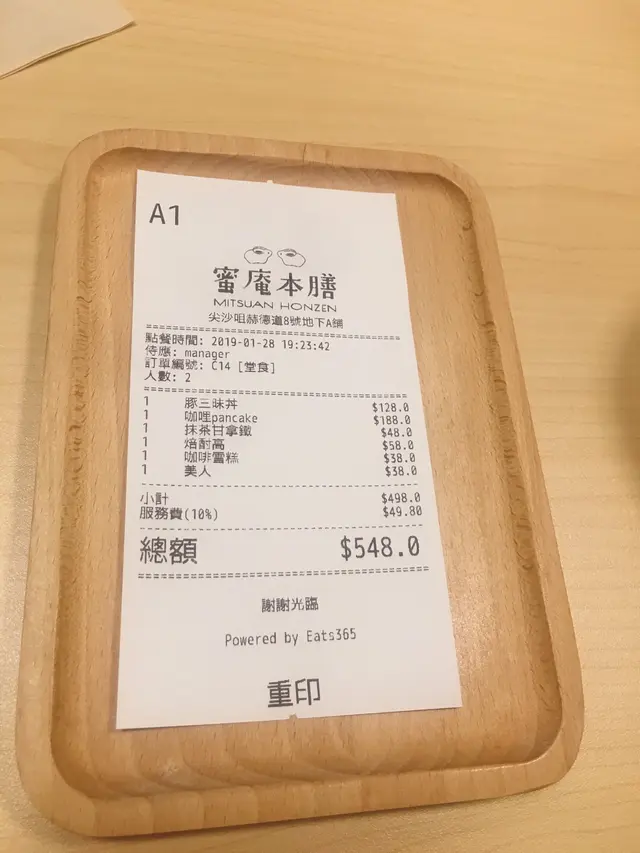 A1
蜜庵本膳
MITSUAN HONZEN
尖沙咀赫德道8號地下A舖
點餐時間: 2019-01-28 19:23:42
侍應: manager
訂單編號: C14 [堂食]
人數: 2
1 豚三昧丼 $128.0
1 咖哩pancake $188.0
1 抹茶甘拿鐵 $48.0
1 焙酎高 $58.0
1 咖啡雪糕 $38.0
1 美人 $38.0
小計 $498.0
服務費(10%) $49.80
總額 $548.0
謝謝光臨
Powered by Eats365
重印